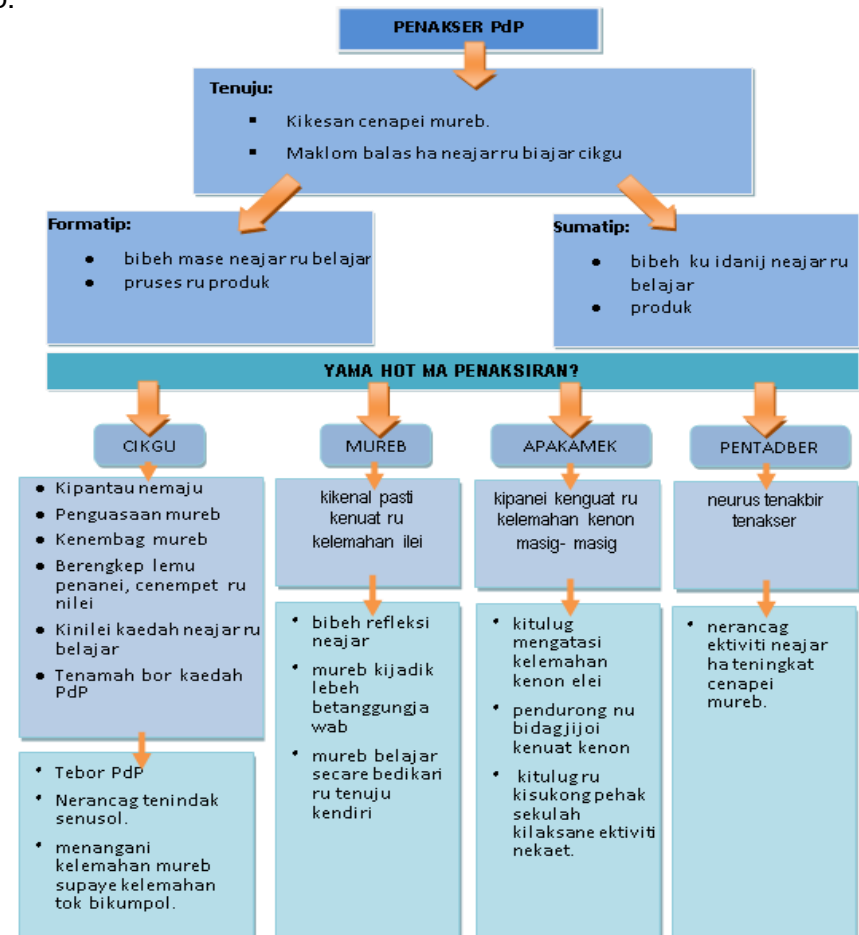 PENAKSER PdP
Tenuju:
▪ Kikesan cenapei mureb.
▪ Maklom balas ha neajar ru biajar cikgu
Formatip:
● bibeh mase neajar ru belajar
● pruses ru produk
Sumatip:
● bibeh ku idanij neajar ru
belajar
● produk
YAMA HOT MA PENAKSIRAN?
CIKGU
● Kipantau nemaju
● Penguasaan mureb
● Kenembag mureb
● Berengkep lemu
penanei, cenempet ru
nilei
● Kinilei kaedah neajar ru
belajar
● Tenamah bor kaedah
PdP
• Tebor PdP
• Nerancag tenindak
senusol.
• menangani
kelemahan mureb
supaye kelemahan
tok bikumpol.
MUREB
kikenal pasti
kenuat ru
kelemahan ilei
• bibeh refleksi
neajar
• mureb kijadik
lebeh
betanggungja
wab
• mureb belajar
secare bedikari
ru tenuju
kendiri
APAKAMEK
kipanei kenguat ru
kelemahan kenon
masig- masig
• kitulug
mengatasi
kelemahan
kenon elei
• pendurong nu
bidagjijoi
kenuat kenon
• kitulug ru
kisukong pehak
sekulah
kilaksane ektiviti
nekaet.
PENTADBER
neurus tenakbir
tenakser
• nerancag
ektiviti neajar
ha teningkat
cenapei
mureb.